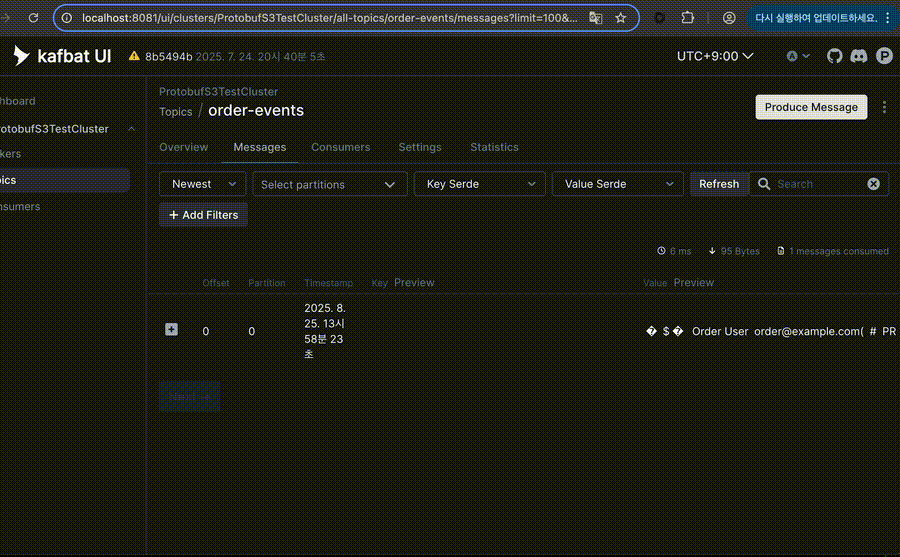 localhost:8081/ui/clusters/ProtobufS3TestCluster/all-topics/order-events/messages?limit=100&...
다시 실행하여 업데이트하세요.
kafbat UI
8b5494b 2025. 7. 24. 20시 40분 5초
UTC+9:00
A
P
hboard
rotobufS3TestCluster
kers
ics
nsumers
ProtobufS3TestCluster
Topics / order-events
Produce Message
Overview Messages Consumers Settings Statistics
Newest Select partitions Key Serde Value Serde Refresh Search
+ Add Filters
6 ms 95 Bytes 1 messages consumed
Offset Partition Timestamp Key Preview Value Preview
0 0 2025. 8. 25. 13시 58분 23초 � $ � Order User order@example.com( # PR
Next →